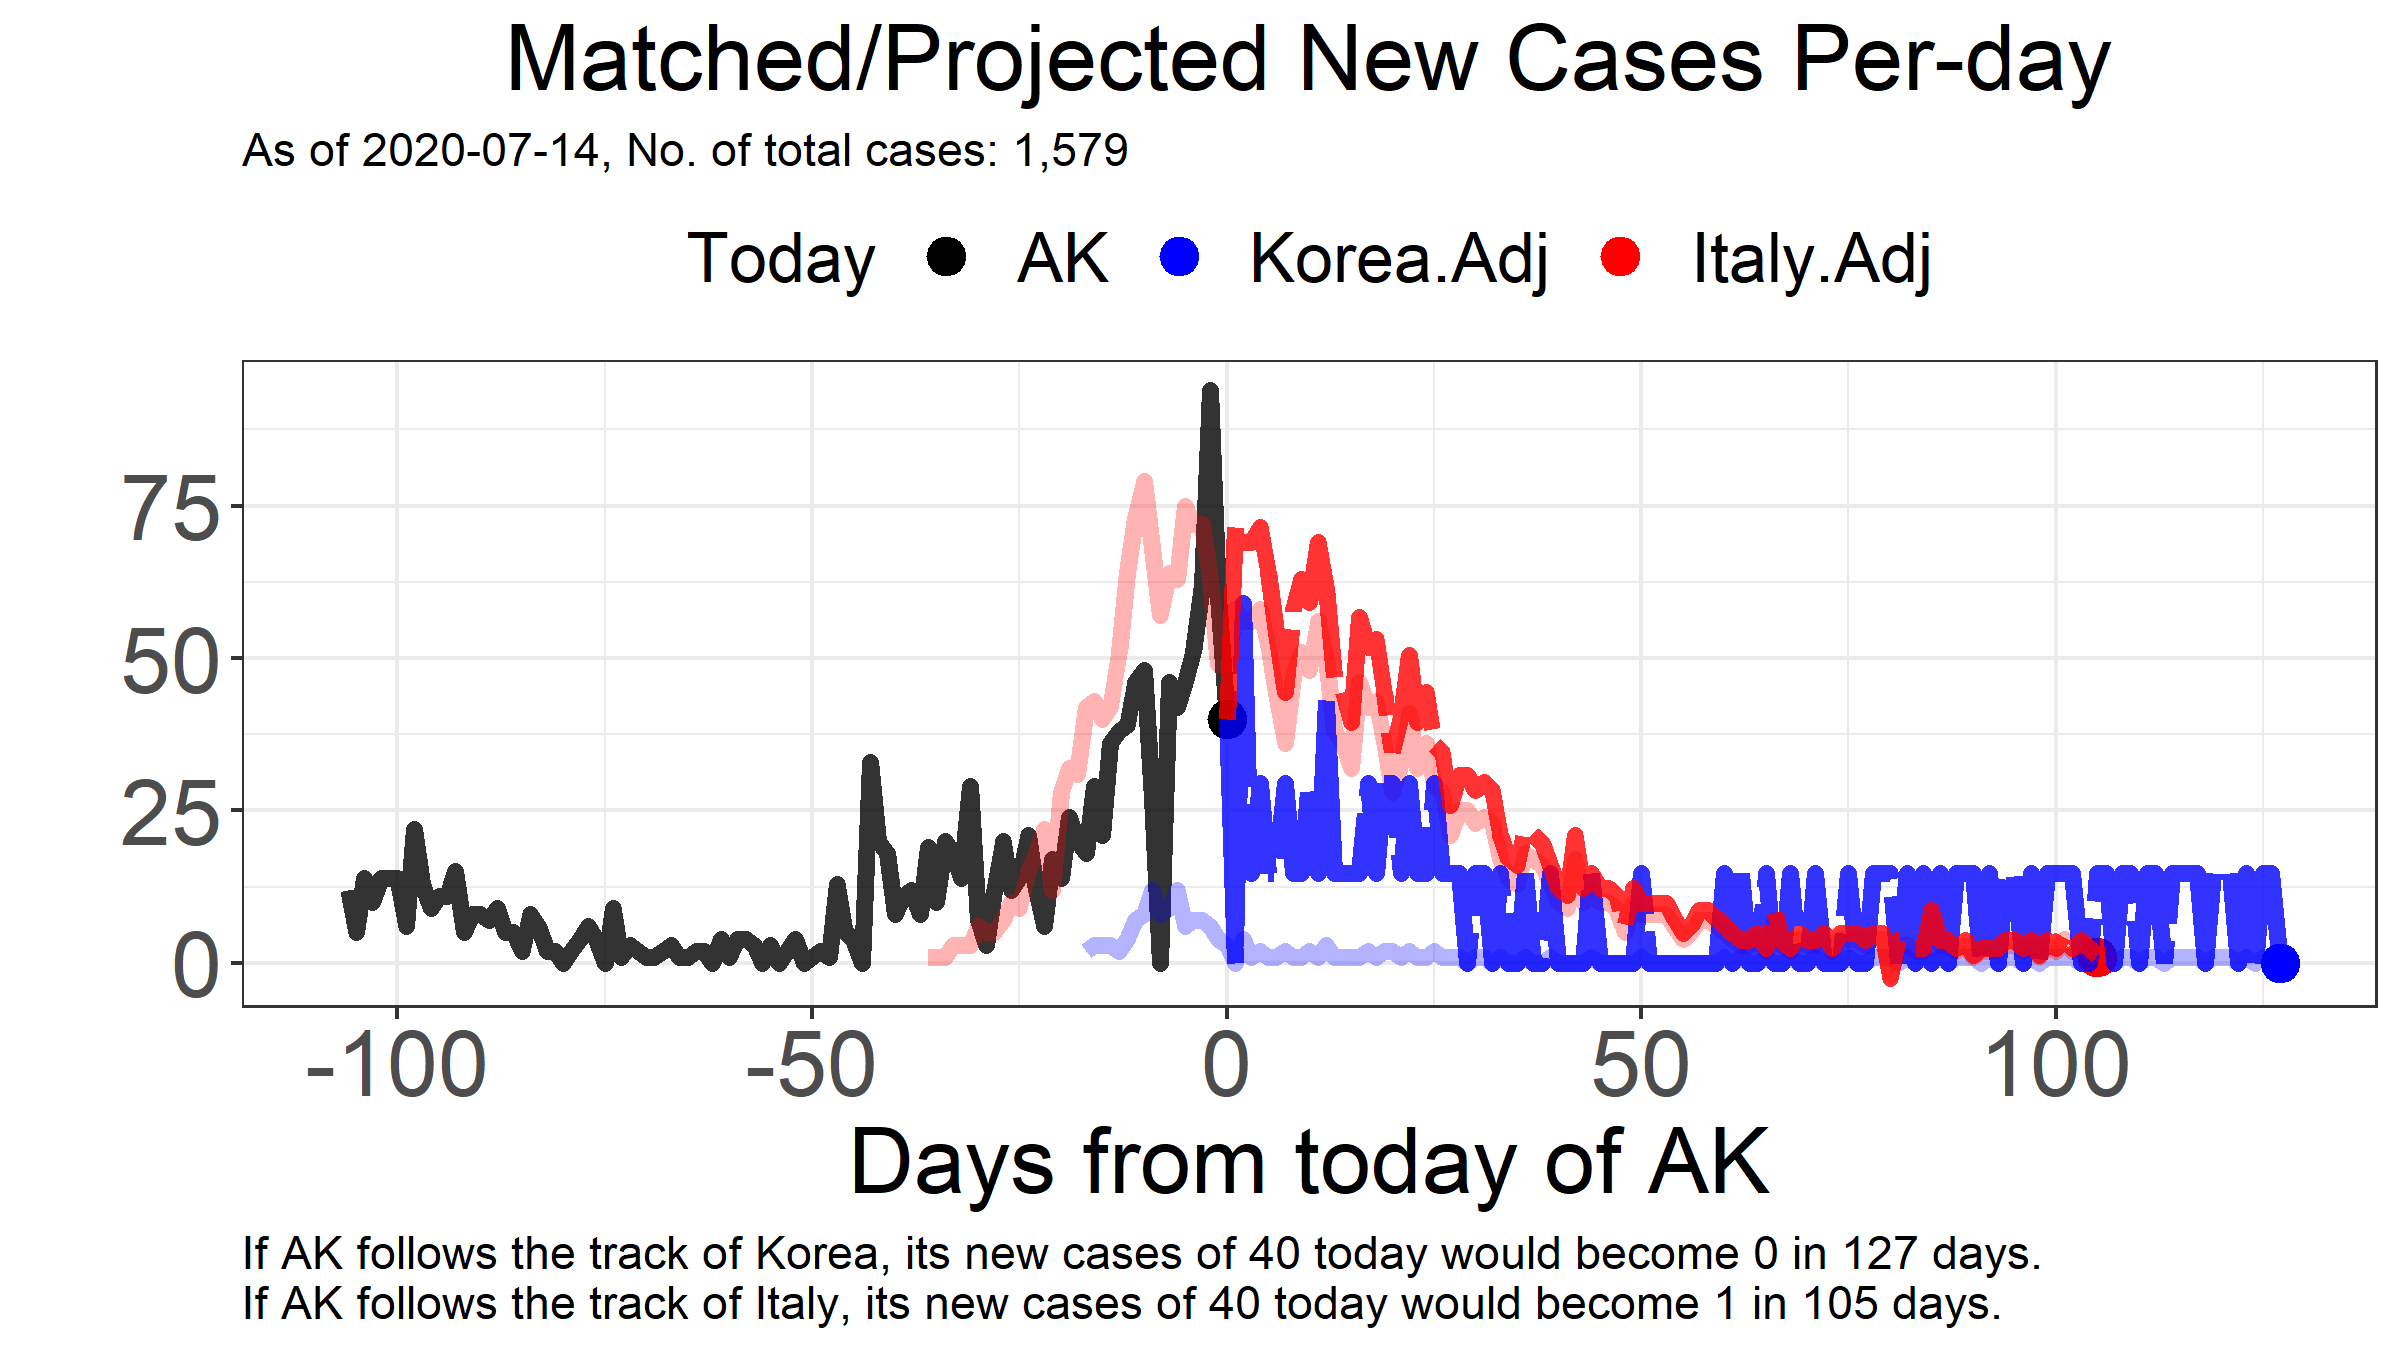 Matched/Projected New Cases Per-day
As of 2020-07-14, No. of total cases: 1,579
Today AK Korea.Adj Italy.Adj
75
50
25
0
-100 -50 0 50 100
Days from today of AK
If AK follows the track of Korea, its new cases of 40 today would become 0 in 127 days.
If AK follows the track of Italy, its new cases of 40 today would become 1 in 105 days.